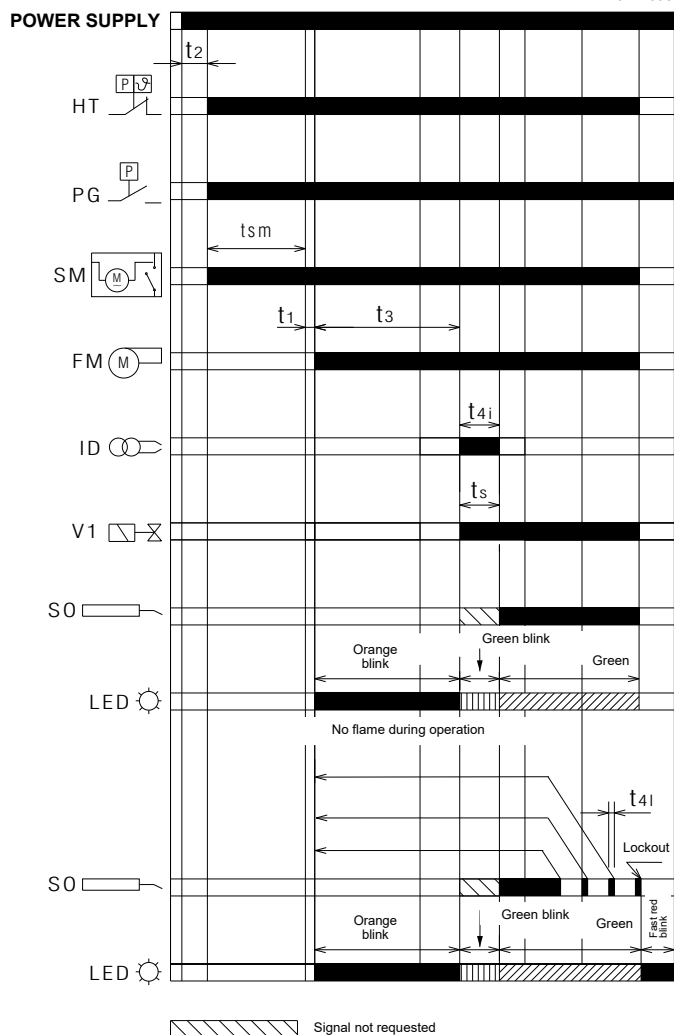 POWER SUPPLY
t2
P ϑ
HT
P
PG
tsm
SM M
t1 t3
FM M
t4i
ID
ts
V1
SO
Green blink
Orange
blink
Green
LED
No flame during operation
t4l
Lockout
SO
Green blink
Orange
blink
Green
Fast red
blink
LED
Signal not requested